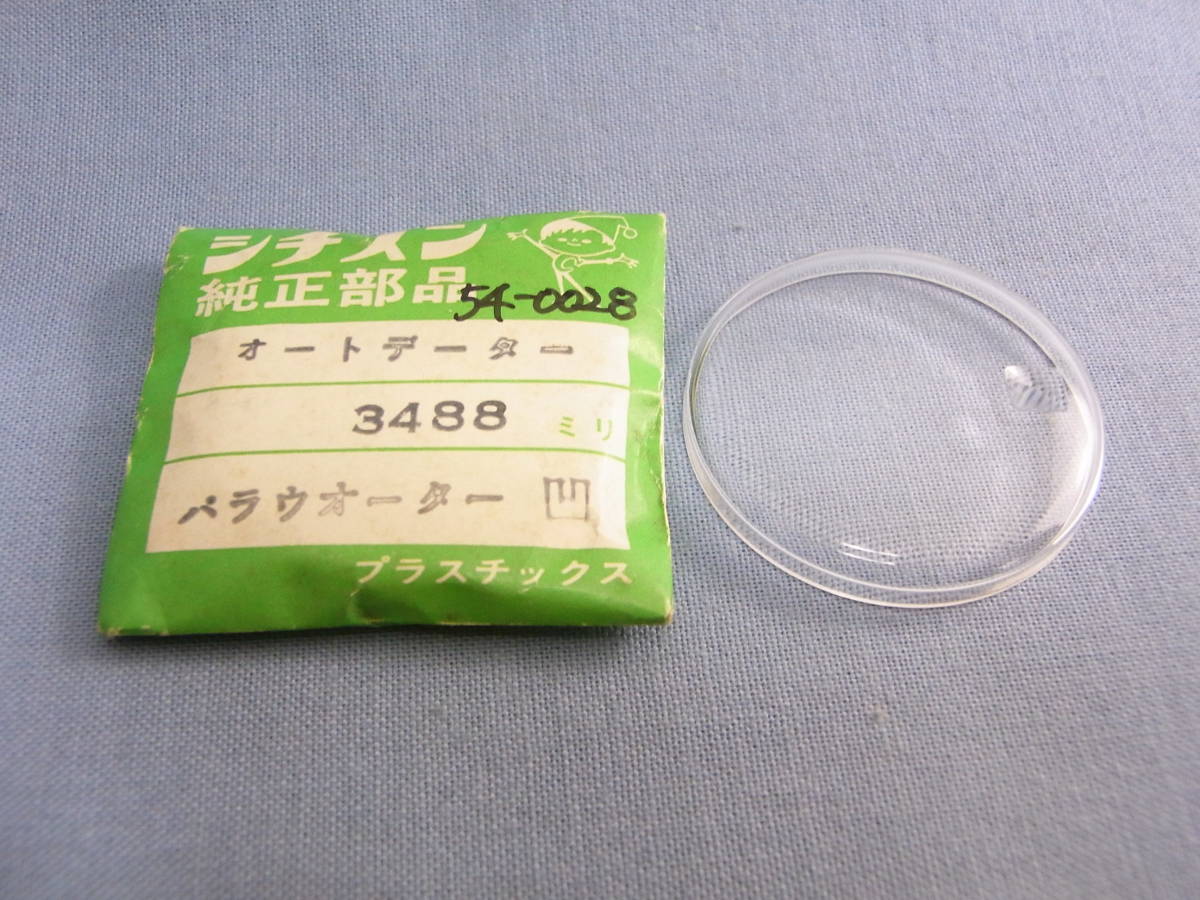 シチズン
純正部品
54-0028
オートデーター
3488 ミリ
パラウオーター 凹
プラスチックス